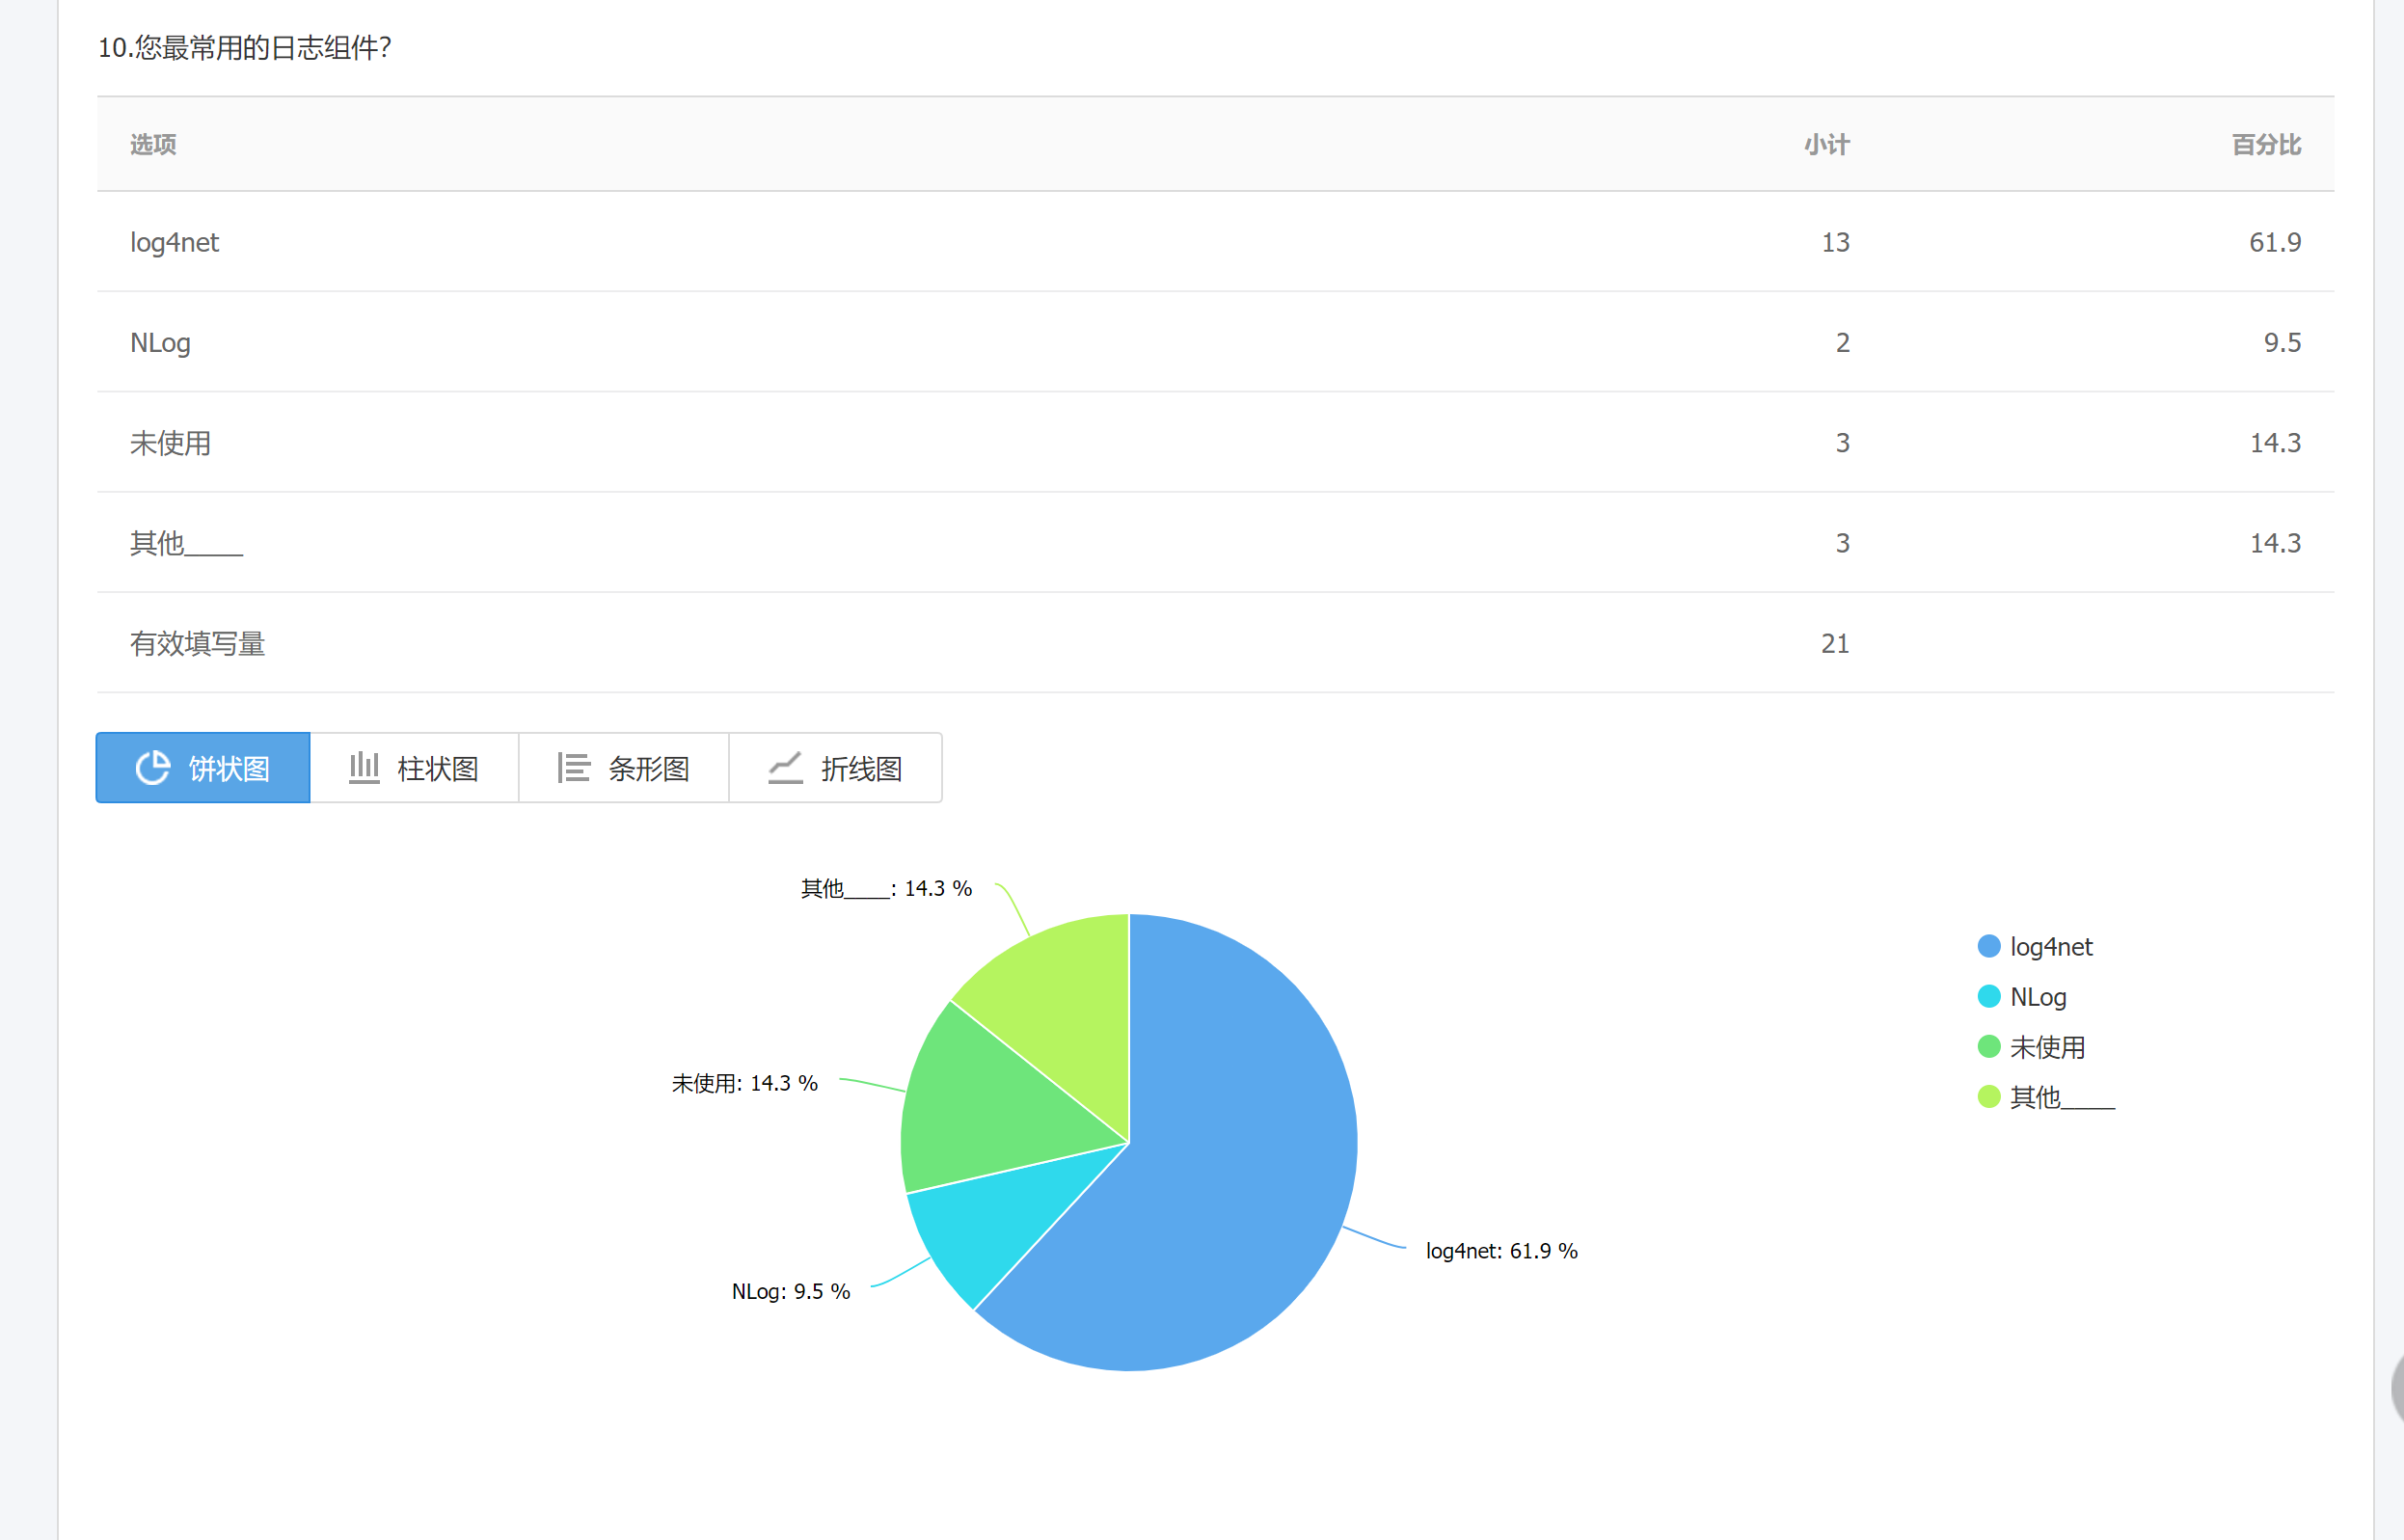 10.您最常用的日志组件?
选项 小计 百分比
log4net 13 61.9
NLog 2 9.5
未使用 3 14.3
其他____ 3 14.3
有效填写量 21
饼状图 柱状图 条形图 折线图
其他____: 14.3 %
log4net
NLog
未使用
其他____
未使用: 14.3 %
log4net: 61.9 %
NLog: 9.5 %